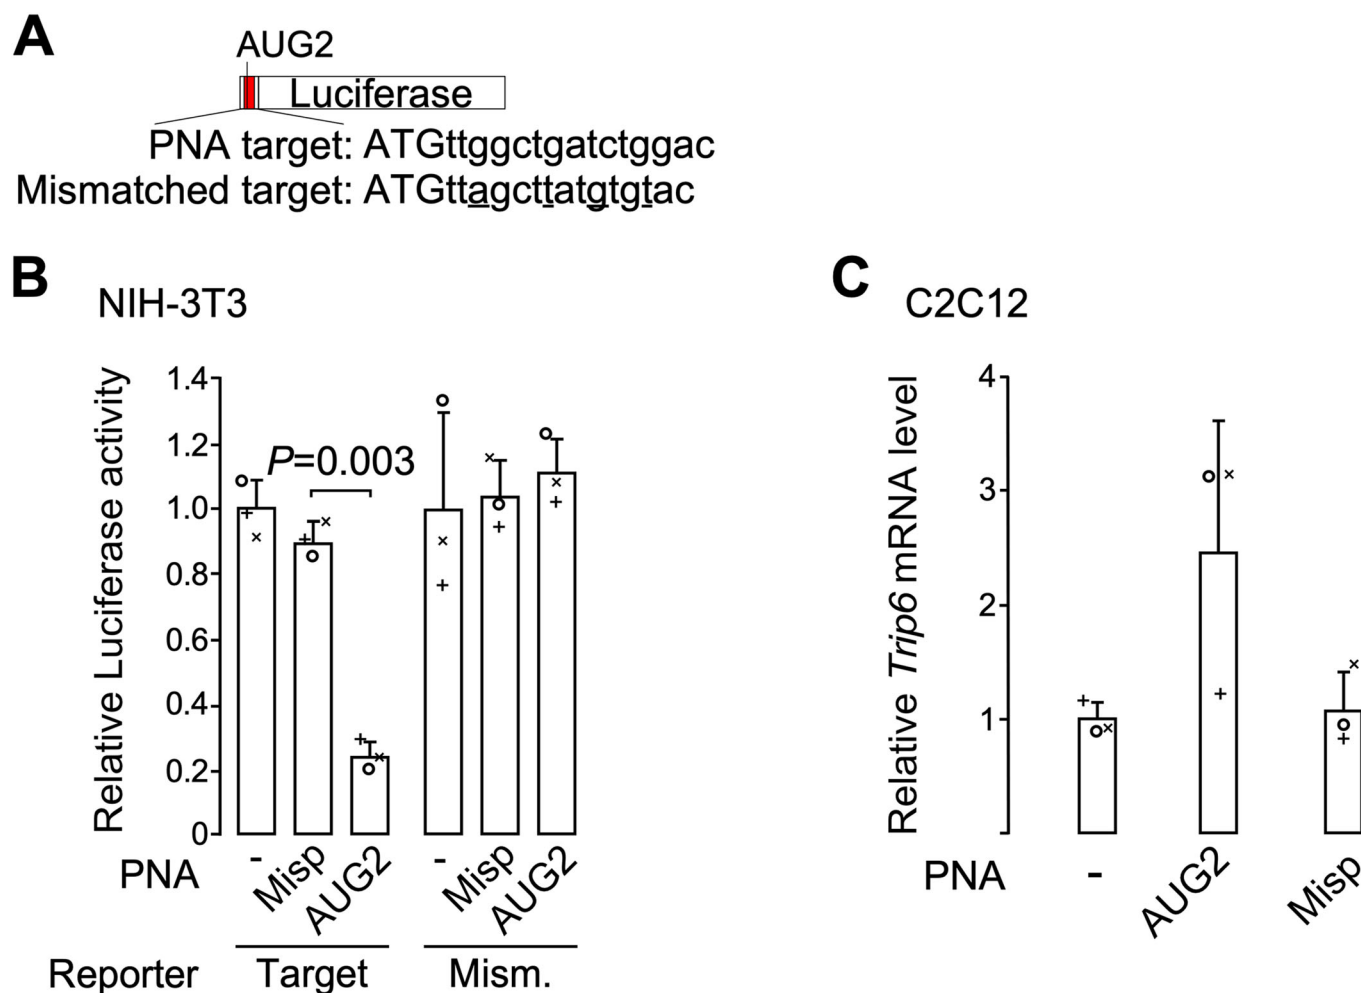 A
AUG2
Luciferase
PNA target: ATGttggctgatctggac
Mismatched target: ATGttagcttatgtgtac
B
NIH-3T3
Relative Luciferase activity
1.4
1.2
1.0
0.8
0.6
0.4
0.2
0
P=0.003
PNA
-
Misp
AUG2
-
Misp
AUG2
Reporter
Target
Mism.
C
C2C12
Relative Trip6 mRNA level
4
3
2
1
PNA
-
AUG2
Misp